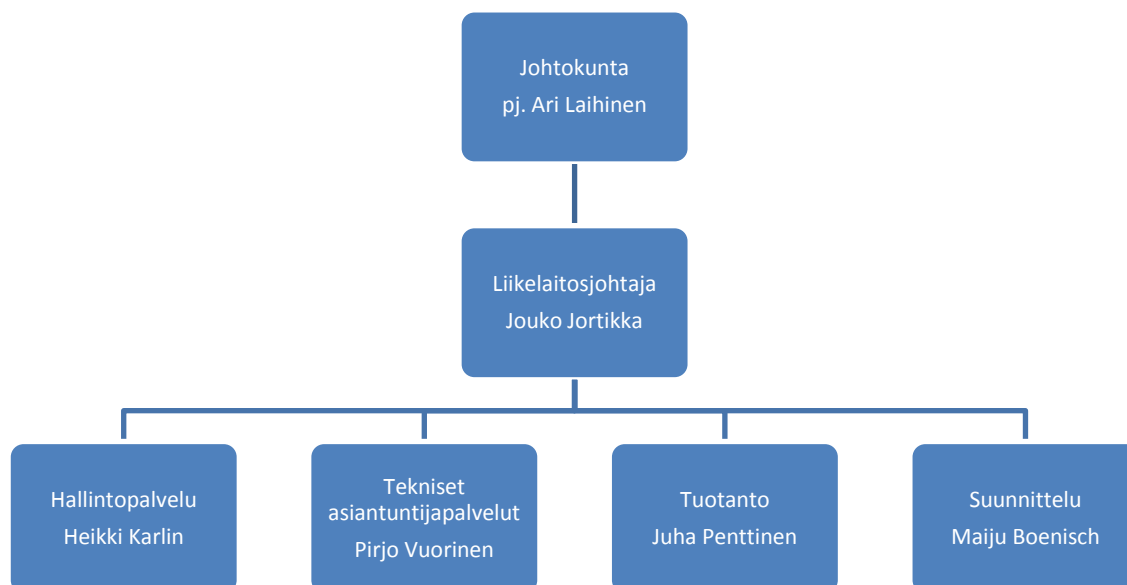 Johtokunta
pj. Ari Laihinen
Liikelaitosjohtaja
Jouko Jortikka
Hallintopalvelu
Heikki Karlin
Tekniset
asiantuntijapalvelut
Pirjo Vuorinen
Tuotanto
Juha Penttinen
Suunnittelu
Maiju Boenisch